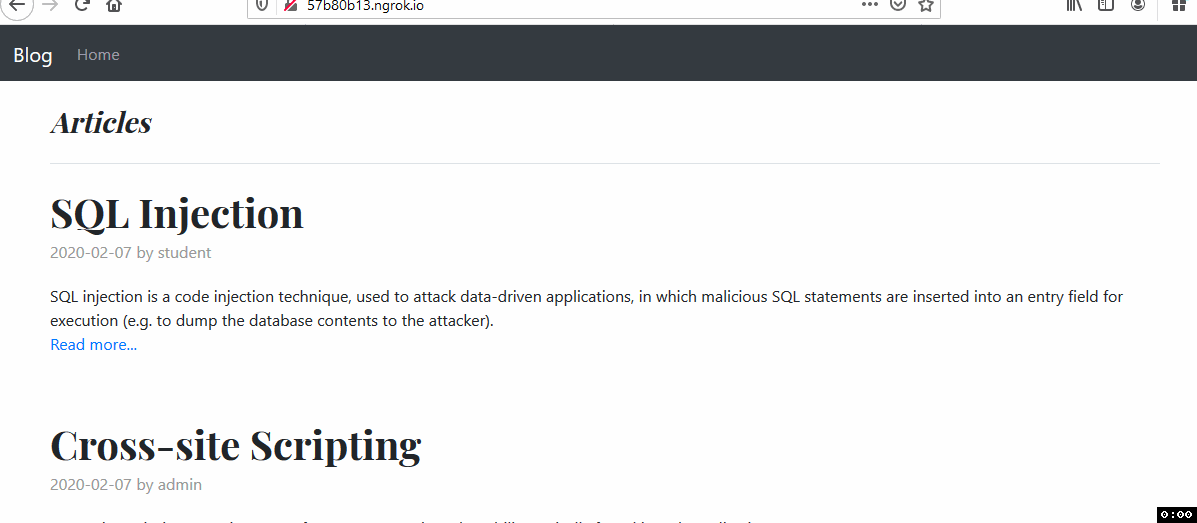 57b80b13.ngrok.io
Blog Home
Articles
SQL Injection
2020-02-07 by student
SQL injection is a code injection technique, used to attack data-driven applications, in which malicious SQL statements are inserted into an entry field for
execution (e.g. to dump the database contents to the attacker).
Read more...
Cross-site Scripting
2020-02-07 by admin
0:00